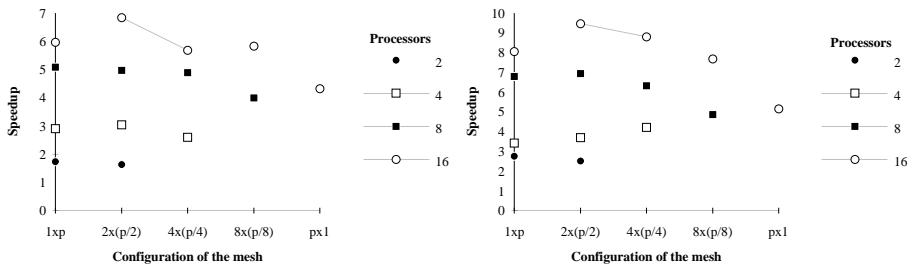 7
6
5
4
3
2
1
0
Speedup
1xp
2x(p/2)
4x(p/4)
8x(p/8)
px1
Configuration of the mesh
Processors
2
4
8
16
10
9
8
7
6
5
4
3
2
1
0
Speedup
1xp
2x(p/2)
4x(p/4)
8x(p/8)
px1
Configuration of the mesh
Processors
2
4
8
16